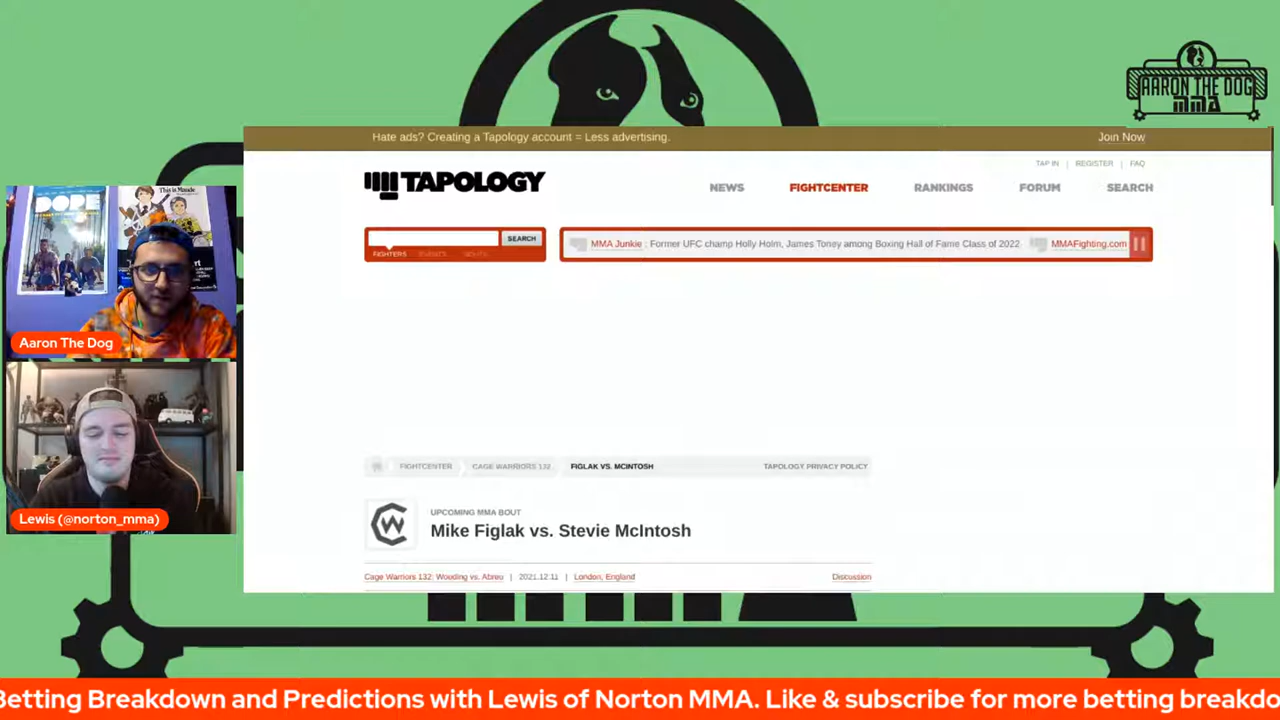 AARON THE DOG
MMA
Hate ads? Creating a Tapology account = Less advertising.
Join Now
TAP IN | REGISTER | FAQ
TAPOLOGY
NEWS
FIGHTCENTER
RANKINGS
FORUM
SEARCH
SEARCH
FIGHTERS
EVENTS
MMA Junkie : Former UFC champ Holly Holm, James Toney among Boxing Hall of Fame Class of 2022
MMAFighting.com
DOPE
This is Mando
Aaron The Dog
Lewis (@norton_mma)
FIGHTCENTER
CAGE WARRIORS 132
FIGLAK VS. MCINTOSH
TAPOLOGY PRIVACY POLICY
UPCOMING MMA BOUT
Mike Figlak vs. Stevie McIntosh
Cage Warriors 132: Wooding vs. Abreu | 2021.12.11 | London, England
Discussion
Betting Breakdown and Predictions with Lewis of Norton MMA. Like & subscribe for more betting breakdo